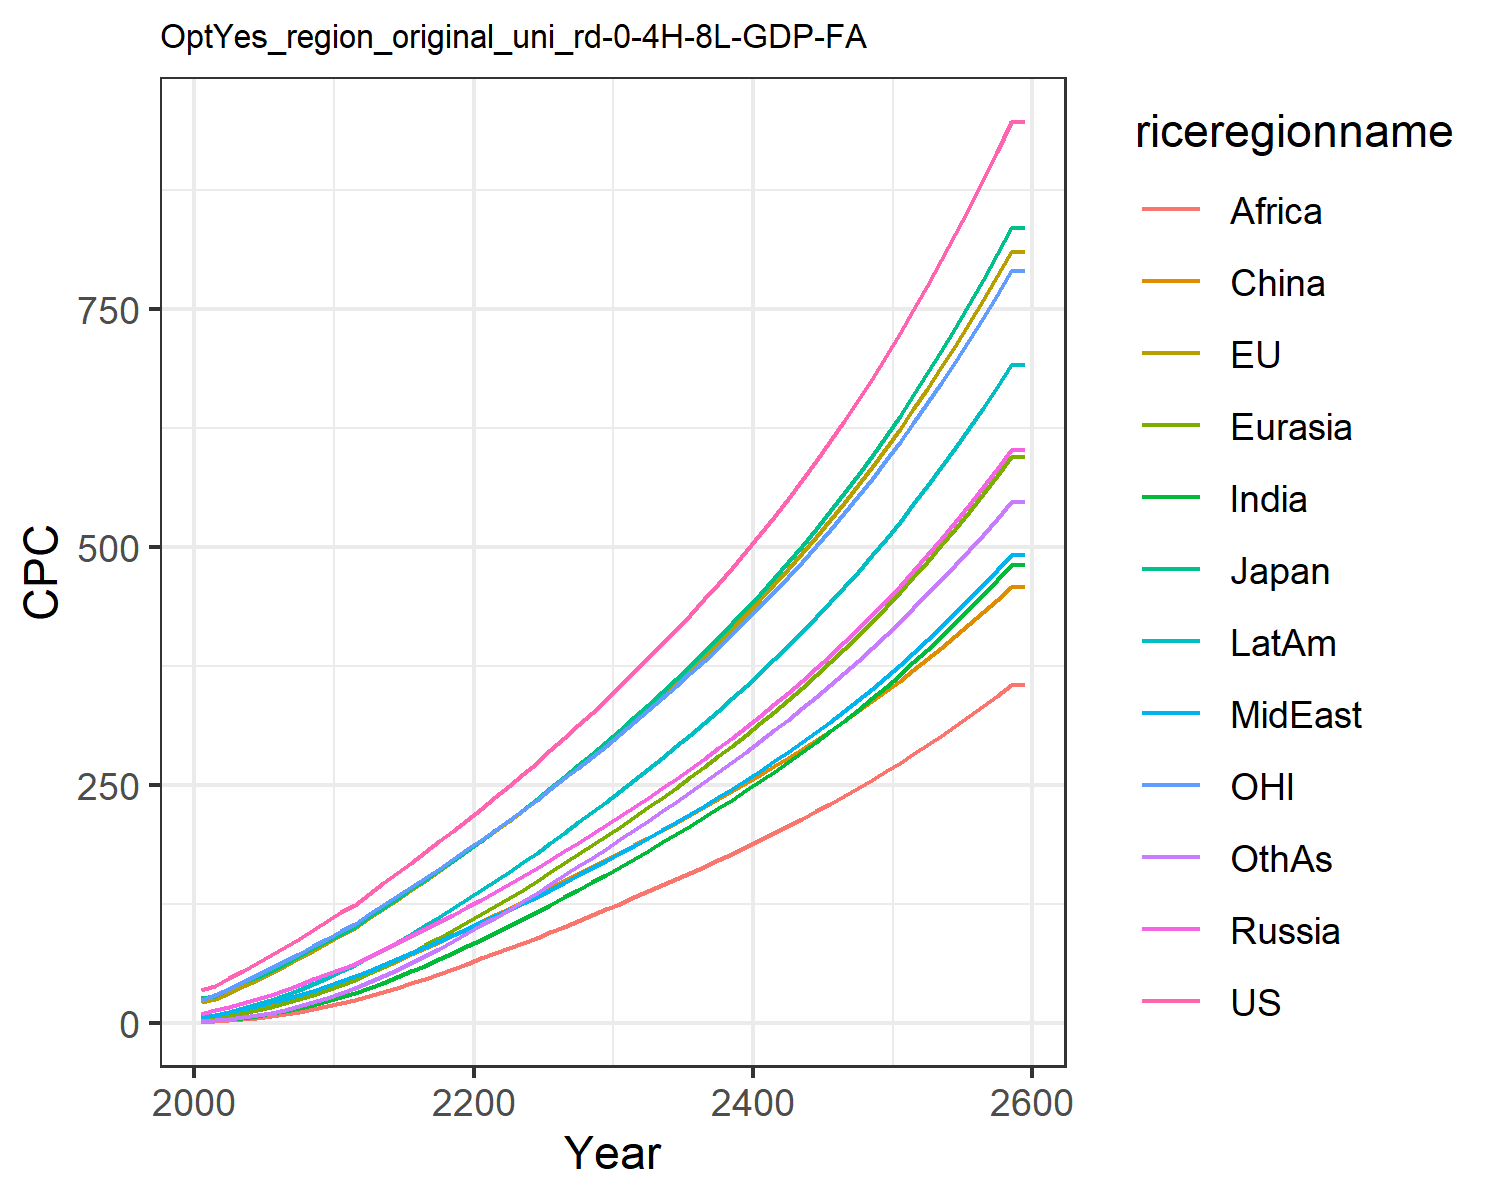 OptYes_region_original_uni_rd-0-4H-8L-GDP-FA
CPC
750
500
250
0
2000 2200 2400 2600
Year
riceregionname
Africa
China
EU
Eurasia
India
Japan
LatAm
MidEast
OHI
OthAs
Russia
US